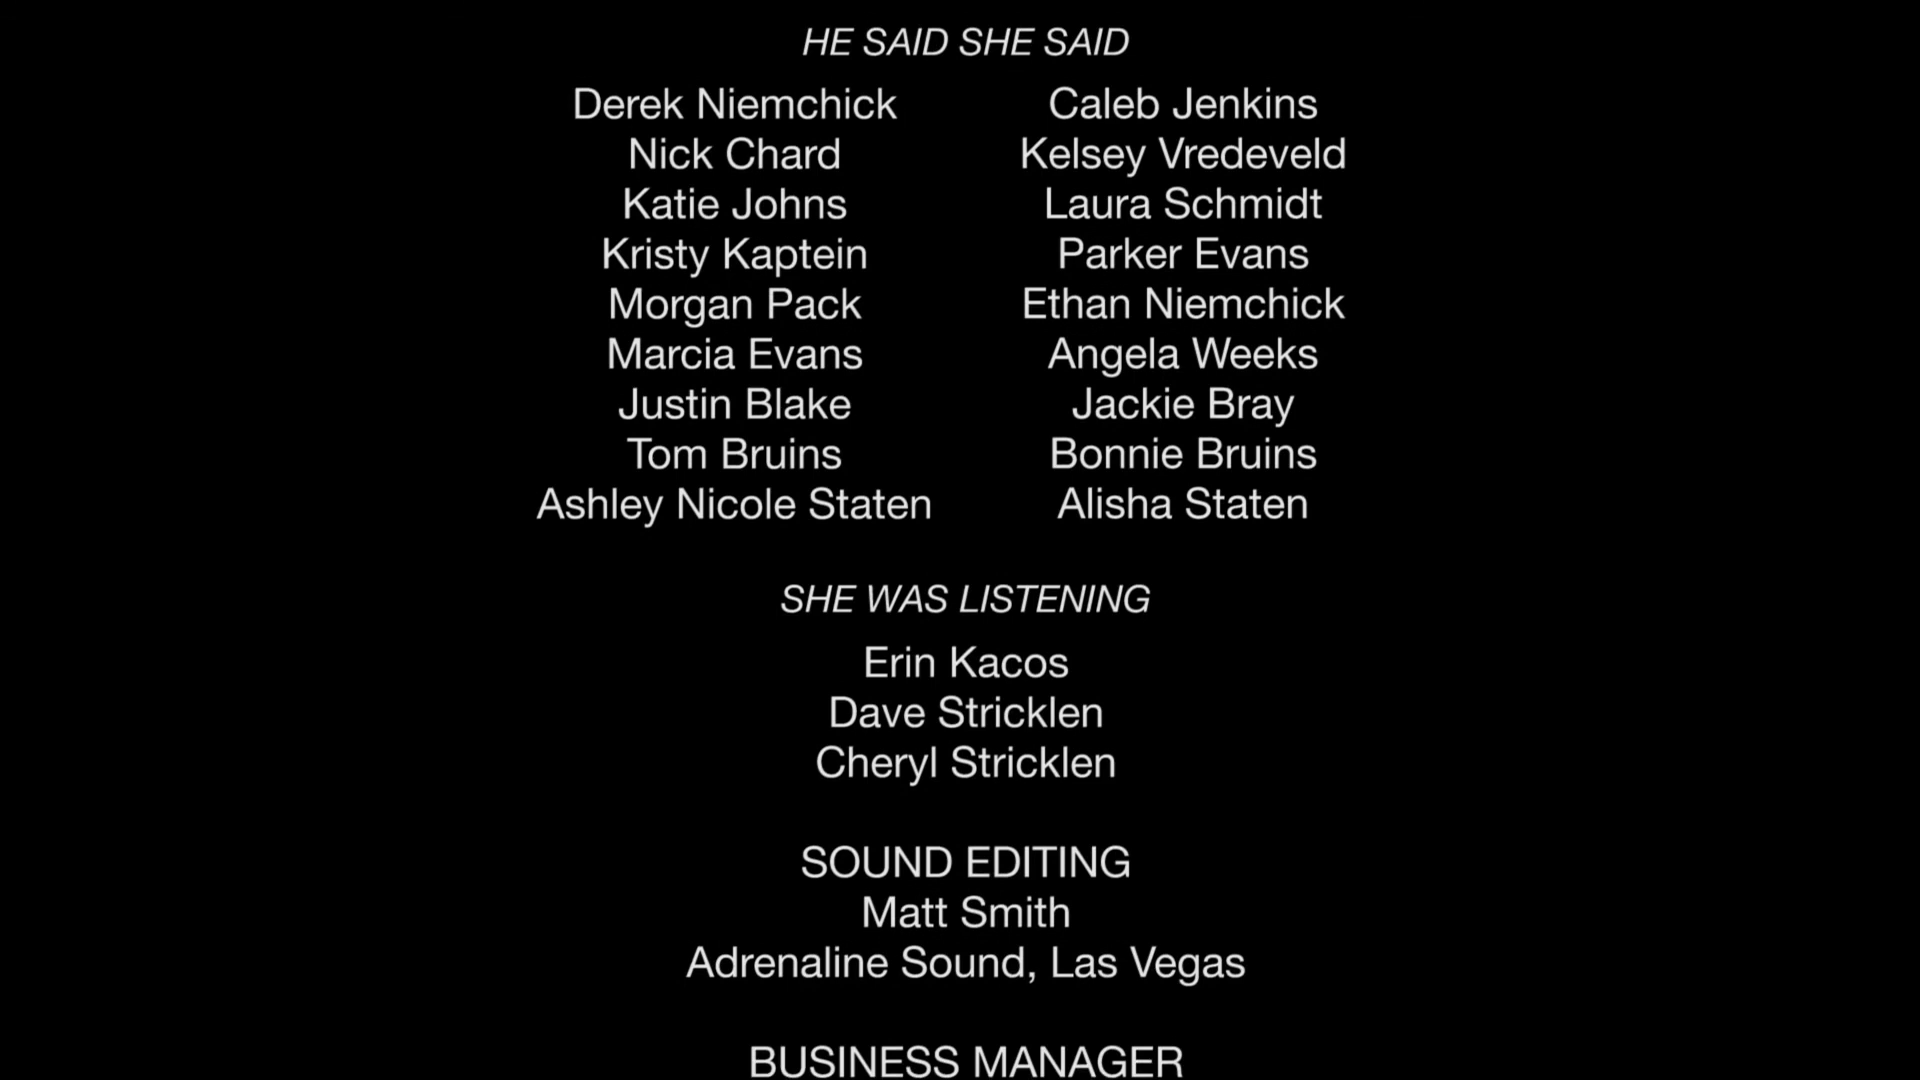 HE SAID SHE SAID
Derek Niemchick Caleb Jenkins
Nick Chard Kelsey Vredeveld
Katie Johns Laura Schmidt
Kristy Kaptein Parker Evans
Morgan Pack Ethan Niemchick
Marcia Evans Angela Weeks
Justin Blake Jackie Bray
Tom Bruins Bonnie Bruins
Ashley Nicole Staten Alisha Staten
SHE WAS LISTENING
Erin Kacos
Dave Stricklen
Cheryl Stricklen
SOUND EDITING
Matt Smith
Adrenaline Sound, Las Vegas
BUSINESS MANAGER